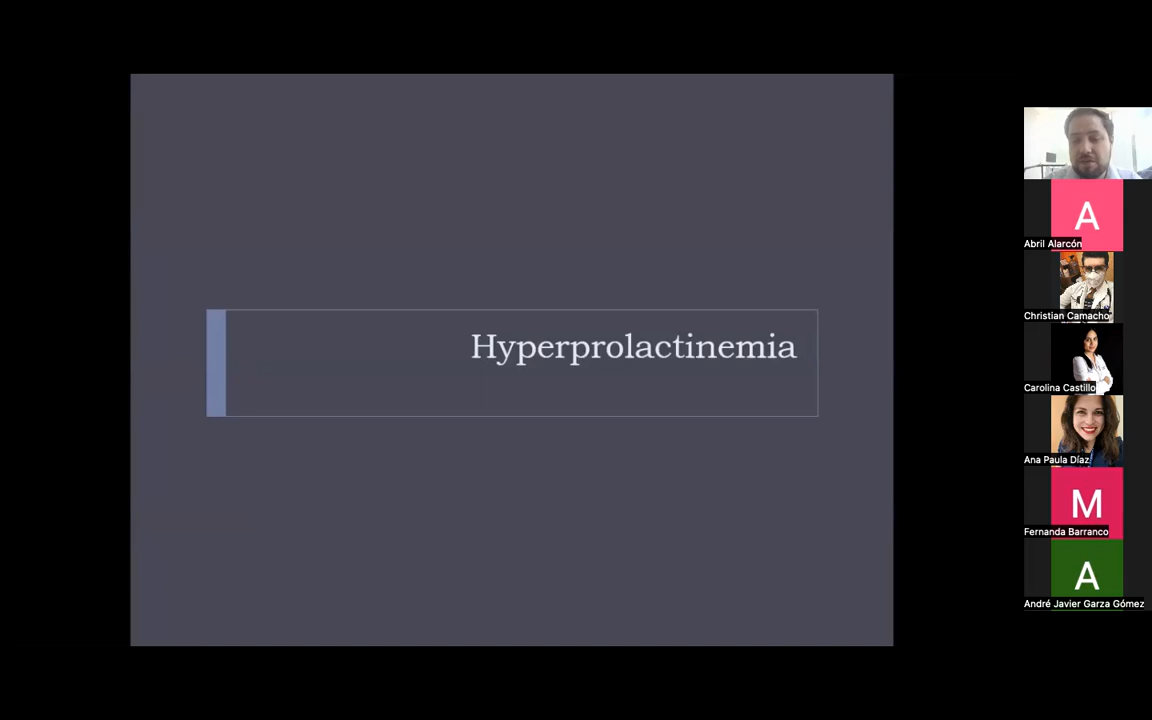 Hyperprolactinemia
A
Abril Alarcón
Christian Camacho
Carolina Castillo
Ana Paula Díaz
M
Fernanda Barranco
A
André Javier Garza Gómez